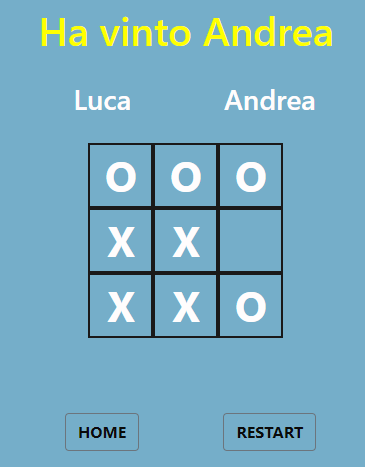 Ha vinto Andrea
Luca Andrea
O O O
X X
X X O
HOME RESTART